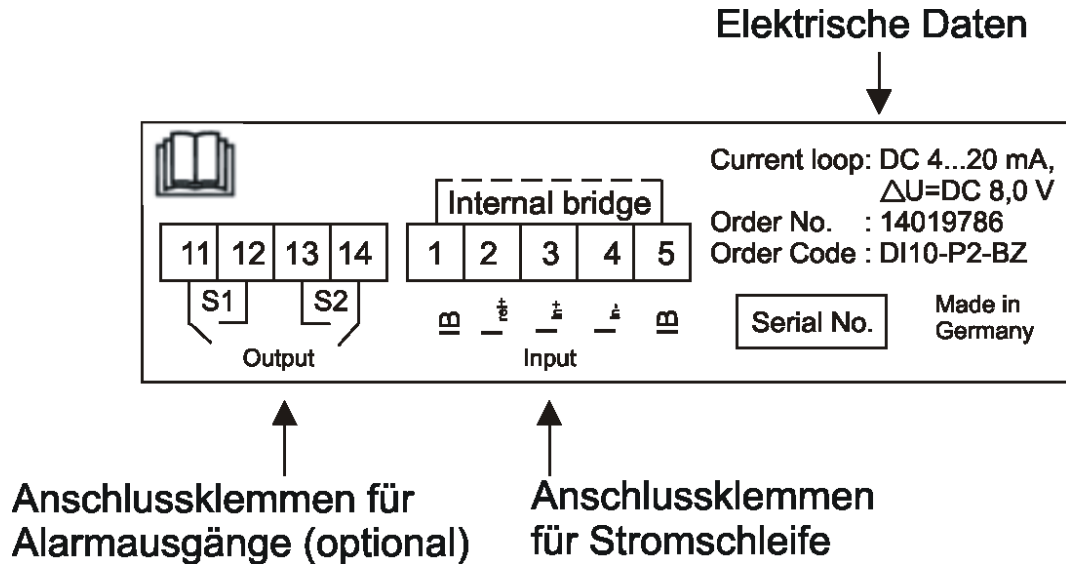 Elektrische Daten
Current loop: DC 4...20 mA,
△U=DC 8,0 V
Internal bridge
Order No. : 14019786
11 12 13 14
1 2 3 4 5
Order Code : DI10-P2-BZ
S1 S2
IB
IB
Serial No.
Made in
Germany
Output
Input
Anschlussklemmen für
Alarmausgänge (optional)
Anschlussklemmen
für Stromschleife